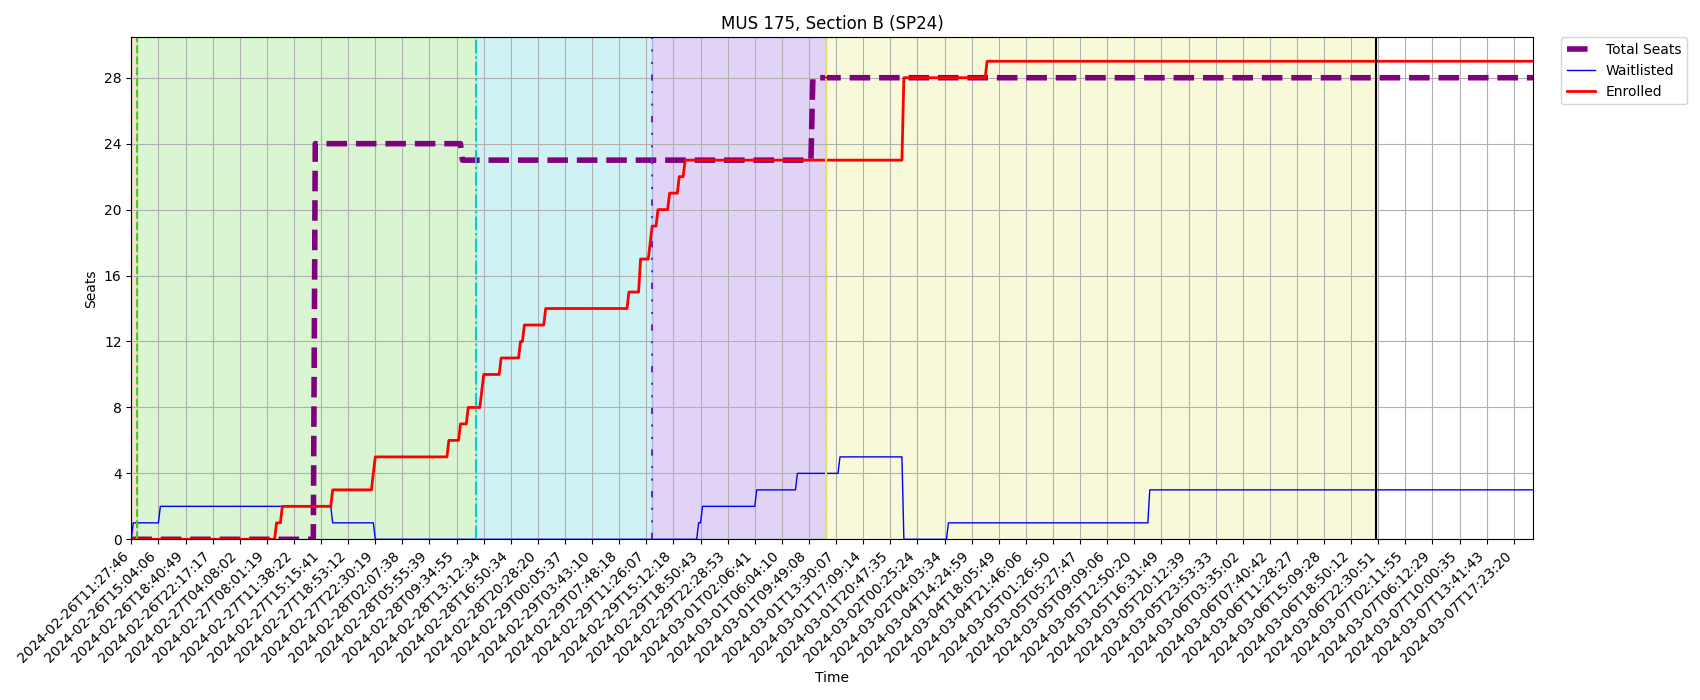 MUS 175, Section B (SP24)
Total Seats
Waitlisted
Enrolled
Seats
28
24
20
16
12
8
4
0
2024-02-26T11:27:46
2024-02-26T15:04:06
2024-02-26T18:40:49
2024-02-26T22:17:17
2024-02-27T04:08:02
2024-02-27T08:01:19
2024-02-27T11:38:22
2024-02-27T15:15:41
2024-02-27T18:53:12
2024-02-27T22:30:19
2024-02-28T02:07:38
2024-02-28T05:55:39
2024-02-28T09:34:55
2024-02-28T13:12:34
2024-02-28T16:50:34
2024-02-28T20:28:20
2024-02-29T00:05:37
2024-02-29T03:43:10
2024-02-29T07:48:18
2024-02-29T11:26:07
2024-02-29T15:12:18
2024-02-29T18:50:43
2024-02-29T22:28:53
2024-03-01T02:06:41
2024-03-01T06:04:10
2024-03-01T09:49:08
2024-03-01T13:30:07
2024-03-01T17:09:14
2024-03-01T20:47:35
2024-03-02T00:25:24
2024-03-02T04:03:34
2024-03-04T14:24:59
2024-03-04T18:05:49
2024-03-04T21:46:06
2024-03-05T01:26:50
2024-03-05T05:27:47
2024-03-05T09:09:06
2024-03-05T12:50:20
2024-03-05T16:31:49
2024-03-05T20:12:39
2024-03-05T23:53:33
2024-03-06T03:35:02
2024-03-06T07:40:42
2024-03-06T11:28:27
2024-03-06T15:09:28
2024-03-06T18:50:12
2024-03-06T22:30:51
2024-03-07T02:11:55
2024-03-07T06:12:29
2024-03-07T10:00:35
2024-03-07T13:41:43
2024-03-07T17:23:20
Time